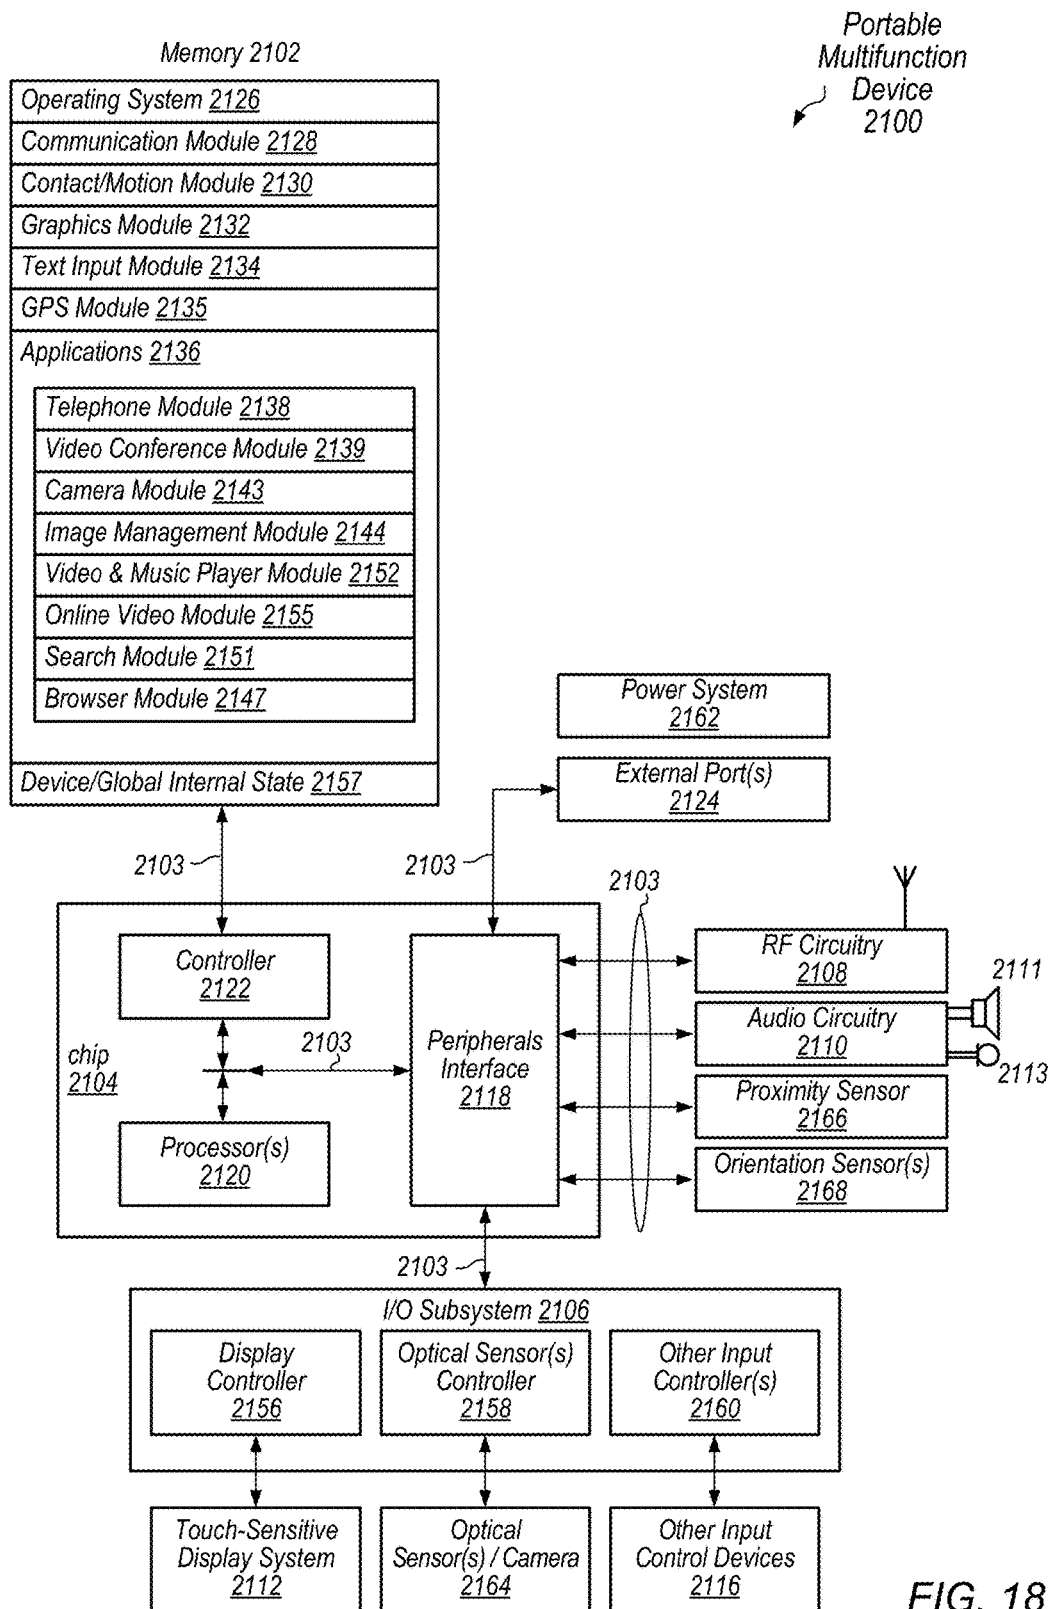 Portable
Multifunction
Device
2100
Memory 2102
Operating System 2126
Communication Module 2128
Contact/Motion Module 2130
Graphics Module 2132
Text Input Module 2134
GPS Module 2135
Applications 2136
Telephone Module 2138
Video Conference Module 2139
Camera Module 2143
Image Management Module 2144
Video & Music Player Module 2152
Online Video Module 2155
Search Module 2151
Browser Module 2147
Device/Global Internal State 2157
Power System
2162
External Port(s)
2124
2103
2103
2103
chip
2104
Controller
2122
2103
Processor(s)
2120
Peripherals
Interface
2118
RF Circuitry
2108
Audio Circuitry
2110
2111
2113
Proximity Sensor
2166
Orientation Sensor(s)
2168
2103
I/O Subsystem 2106
Display
Controller
2156
Optical Sensor(s)
Controller
2158
Other Input
Controller(s)
2160
Touch-Sensitive
Display System
2112
Optical
Sensor(s) / Camera
2164
Other Input
Control Devices
2116
FIG. 18